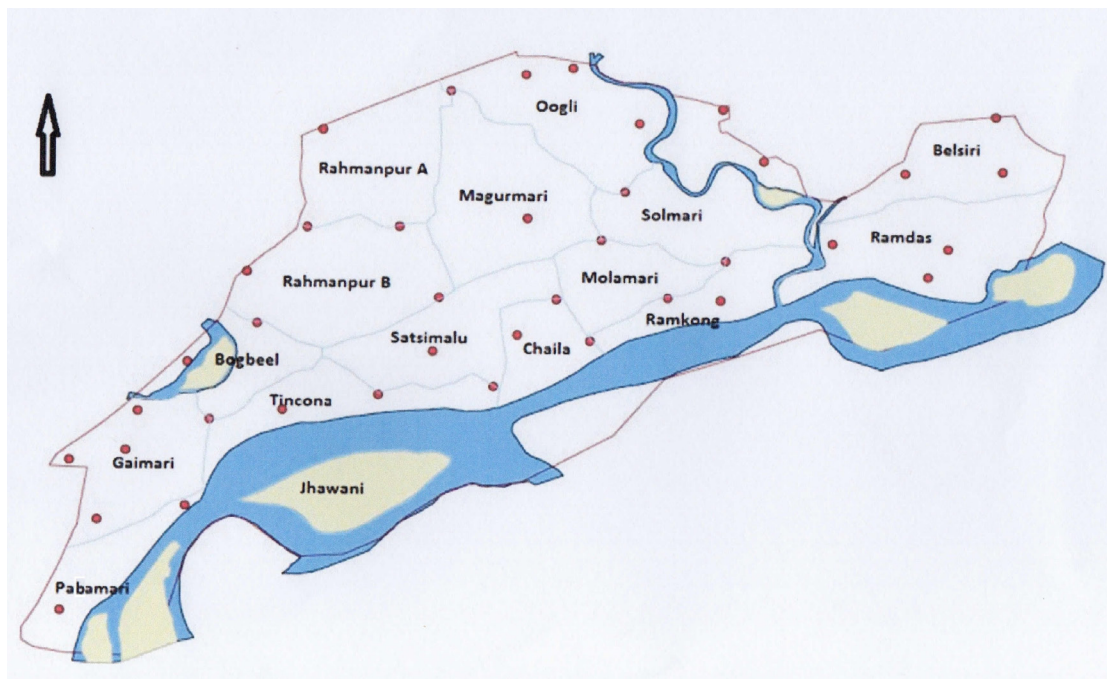 Oogli
Belsiri
Rahmanpur A
Magurmari
Solmari
Ramdas
Rahmanpur B
Molamari
Ramkong
Satsimalu
Chaila
Bogbeel
Tincona
Gaimari
Jhawani
Pabamari